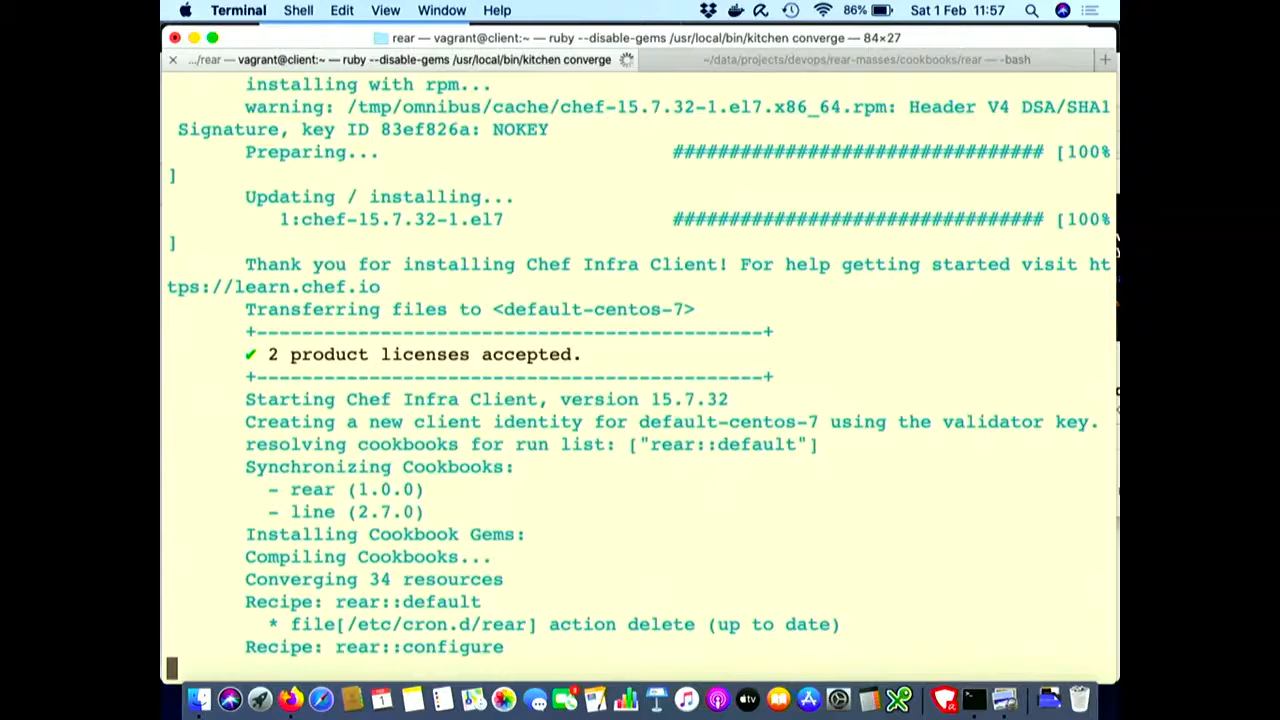 Terminal Shell Edit View Window Help 86% Sat 1 Feb 11:57
rear — vagrant@client:~ — ruby --disable-gems /usr/local/bin/kitchen converge — 84×27
.../rear — vagrant@client:~ — ruby --disable-gems /usr/local/bin/kitchen converge ~/data/projects/devops/rear-masses/cookbooks/rear — -bash
installing with rpm...
warning: /tmp/omnibus/cache/chef-15.7.32-1.el7.x86_64.rpm: Header V4 DSA/SHA1
Signature, key ID 83ef826a: NOKEY
Preparing... ################################# [100%
]
Updating / installing...
1:chef-15.7.32-1.el7 ################################# [100%
]
Thank you for installing Chef Infra Client! For help getting started visit ht
tps://learn.chef.io
Transferring files to <default-centos-7>
+---------------------------------------------+
✔ 2 product licenses accepted.
+---------------------------------------------+
Starting Chef Infra Client, version 15.7.32
Creating a new client identity for default-centos-7 using the validator key.
resolving cookbooks for run list: ["rear::default"]
Synchronizing Cookbooks:
- rear (1.0.0)
- line (2.7.0)
Installing Cookbook Gems:
Compiling Cookbooks...
Converging 34 resources
Recipe: rear::default
* file[/etc/cron.d/rear] action delete (up to date)
Recipe: rear::configure